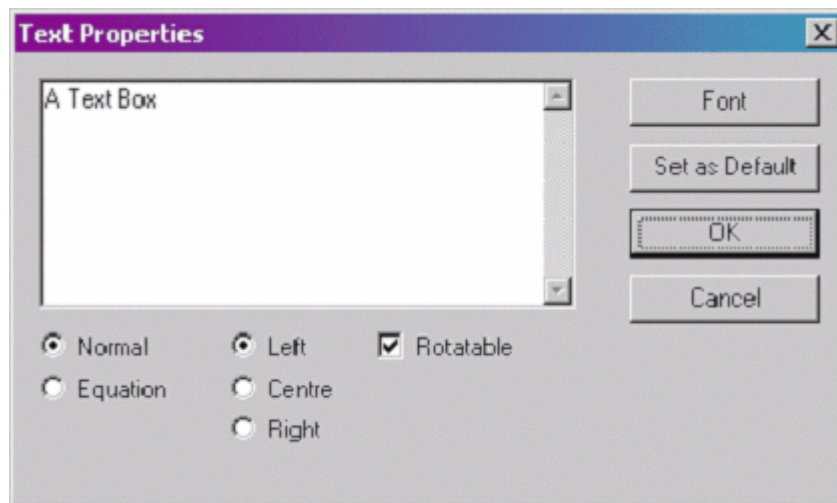 Text Properties
A Text Box
Font
Set as Default
OK
Cancel
Normal
Left
Rotatable
Equation
Centre
Right